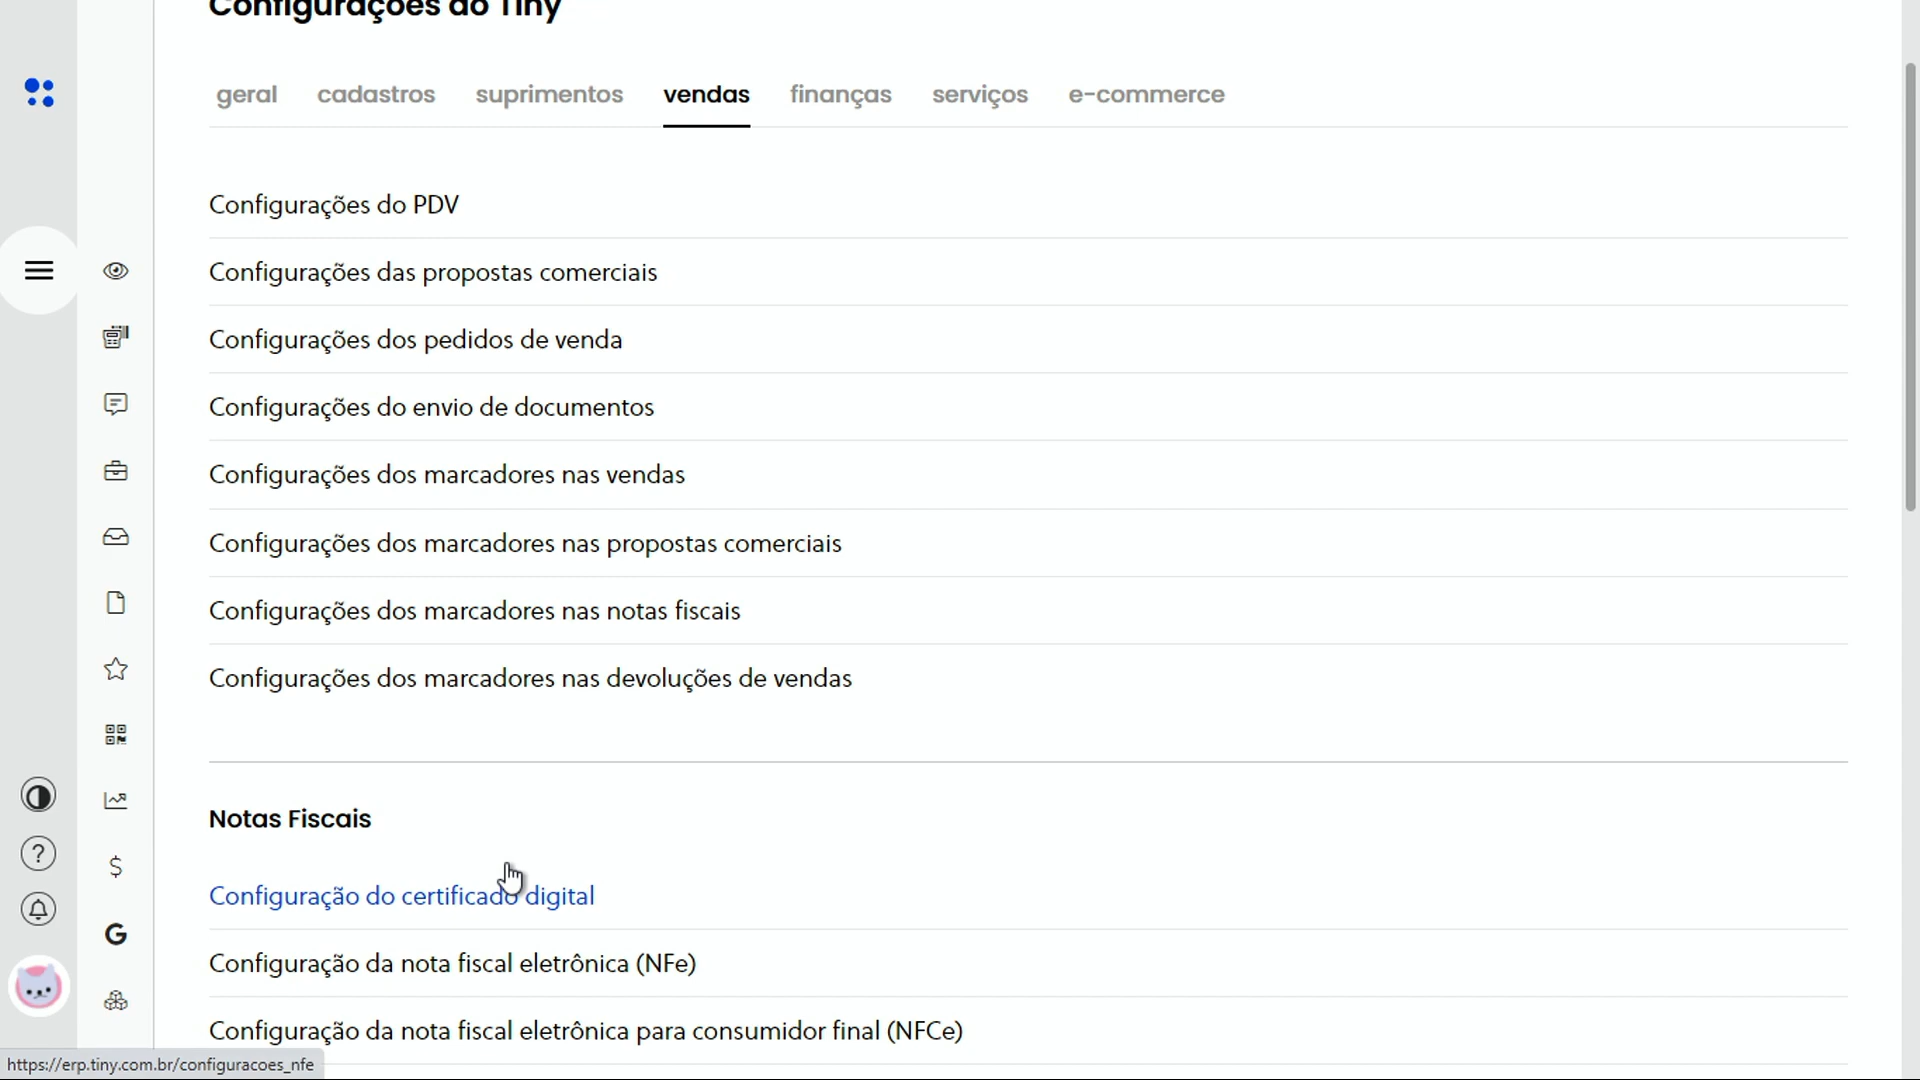 Configurações do Tiny
geral cadastros suprimentos vendas finanças serviços e-commerce
Configurações do PDV
Configurações das propostas comerciais
Configurações dos pedidos de venda
Configurações do envio de documentos
Configurações dos marcadores nas vendas
Configurações dos marcadores nas propostas comerciais
Configurações dos marcadores nas notas fiscais
Configurações dos marcadores nas devoluções de vendas
Notas Fiscais
Configuração do certificado digital
Configuração da nota fiscal eletrônica (NFe)
Configuração da nota fiscal eletrônica para consumidor final (NFCe)
https://erp.tiny.com.br/configuracoes_nfe